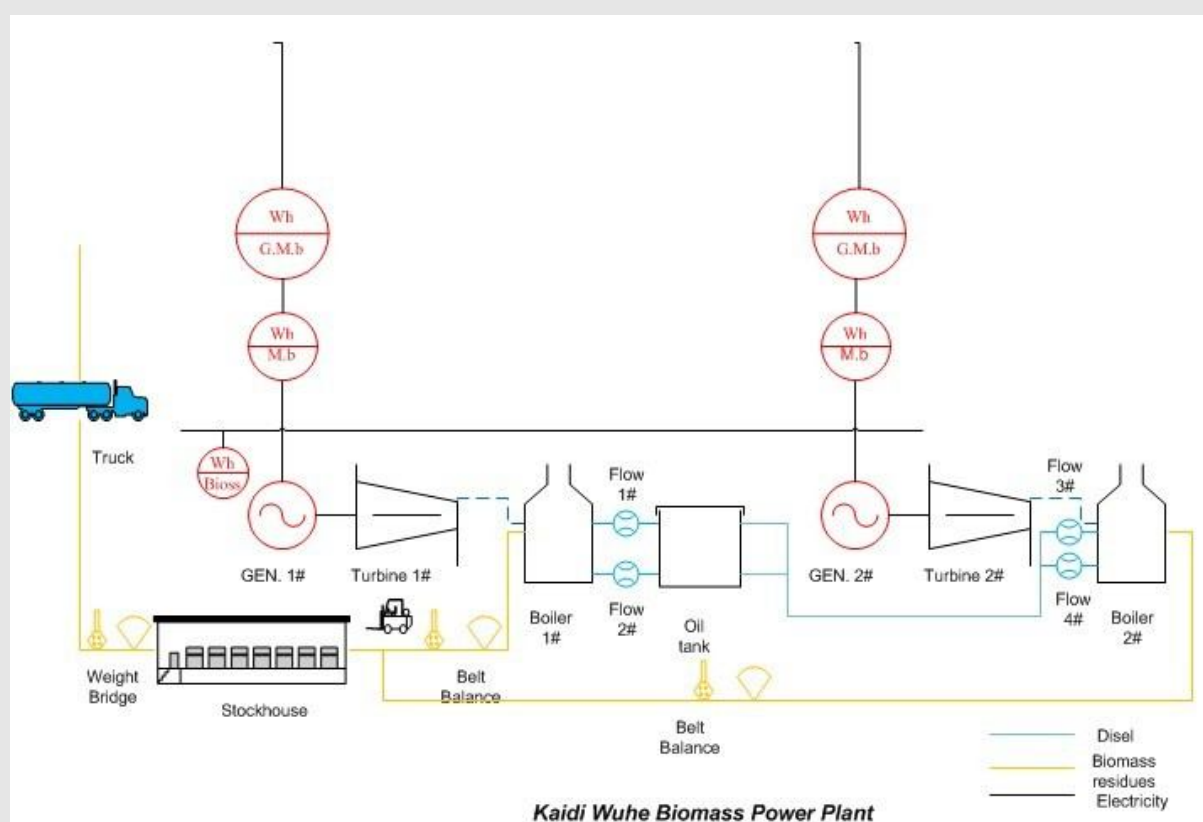 Wh
G.M.b
Wh
G.M.b
Wh
M.b
Wh
M.b
Truck
Wh
Bioss
Flow
1#
Flow
3#
GEN. 1#
Turbine 1#
GEN. 2#
Turbine 2#
Boiler
1#
Flow
2#
Oil
tank
Flow
4#
Boiler
2#
Weight
Bridge
Stockhouse
Belt
Balance
Belt
Balance
Disel
Biomass
residues
Electricity
Kaidi Wuhe Biomass Power Plant